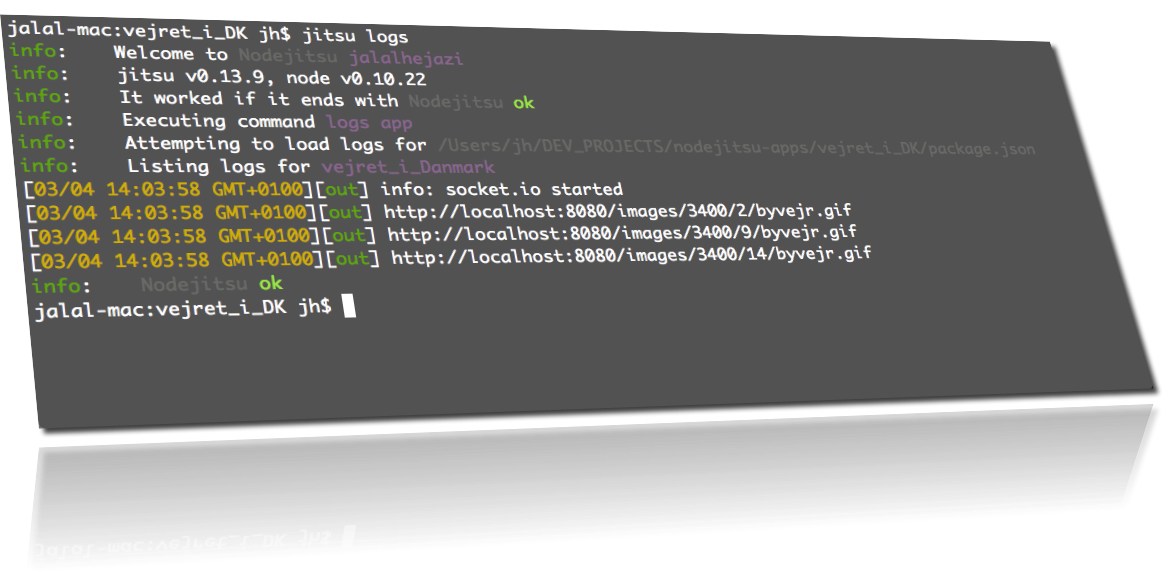 jalal-mac:vejret_i_DK jh$ jitsu logs
info: Welcome to Nodejitsu jalalhejazi
info: jitsu v0.13.9, node v0.10.22
info: It worked if it ends with Nodejitsu ok
info: Executing command logs app
info: Attempting to load logs for /Users/jh/DEV_PROJECTS/nodejitsu-apps/vejret_i_DK/package.json
info: Listing logs for vejret_i_Danmark
[03/04 14:03:58 GMT+0100][out] info: socket.io started
[03/04 14:03:58 GMT+0100][out] http://localhost:8080/images/3400/2/byvejr.gif
[03/04 14:03:58 GMT+0100][out] http://localhost:8080/images/3400/9/byvejr.gif
[03/04 14:03:58 GMT+0100][out] http://localhost:8080/images/3400/14/byvejr.gif
info: Nodejitsu ok
jalal-mac:vejret_i_DK jh$